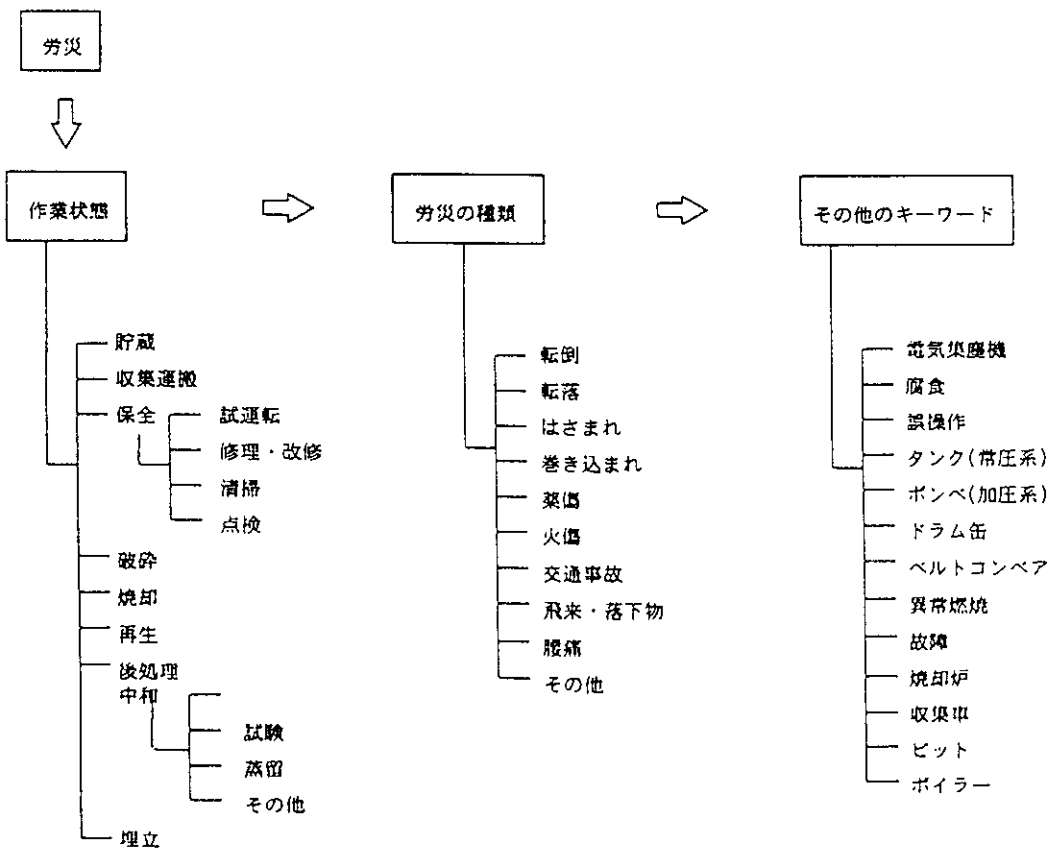 労災
作業状態
労災の種類
その他のキーワード
貯蔵
収集運搬
保全
試運転
修理・改修
清掃
点検
破砕
焼却
再生
後処理
中和
試験
蒸留
その他
埋立
転倒
転落
はさまれ
巻き込まれ
薬傷
火傷
交通事故
飛来・落下物
腰痛
その他
電気集塵機
腐食
誤操作
タンク(常圧系)
ボンベ(加圧系)
ドラム缶
ベルトコンベア
異常燃焼
故障
焼却炉
収集車
ピット
ボイラー